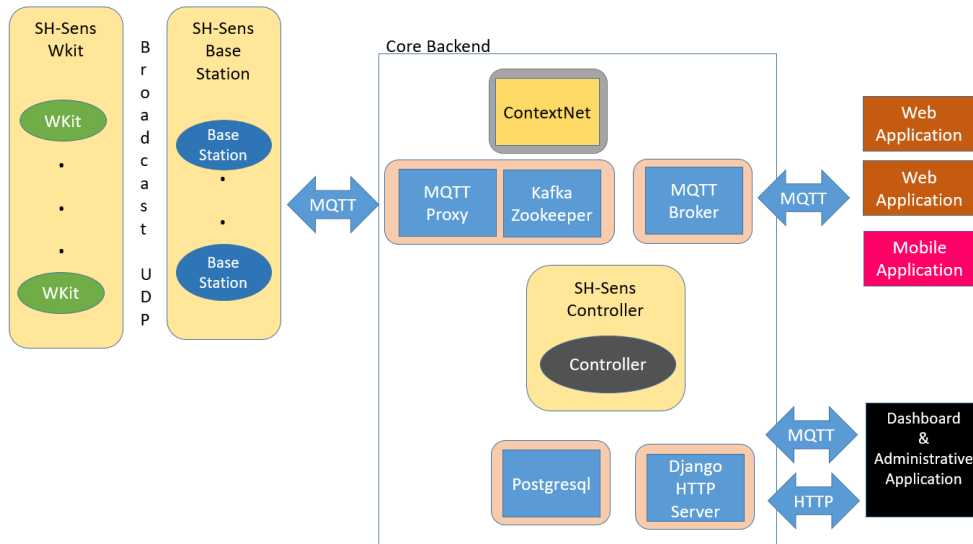 SH-Sens
Wkit
WKit
WKit
Broadcast UDP
SH-Sens
Base
Station
Base
Station
Base
Station
MQTT
Core Backend
ContextNet
MQTT
Proxy
Kafka
Zookeeper
MQTT
Broker
SH-Sens
Controller
Controller
Postgresql
Django
HTTP
Server
MQTT
Web
Application
Web
Application
Mobile
Application
MQTT
HTTP
Dashboard
&
Administrative
Application